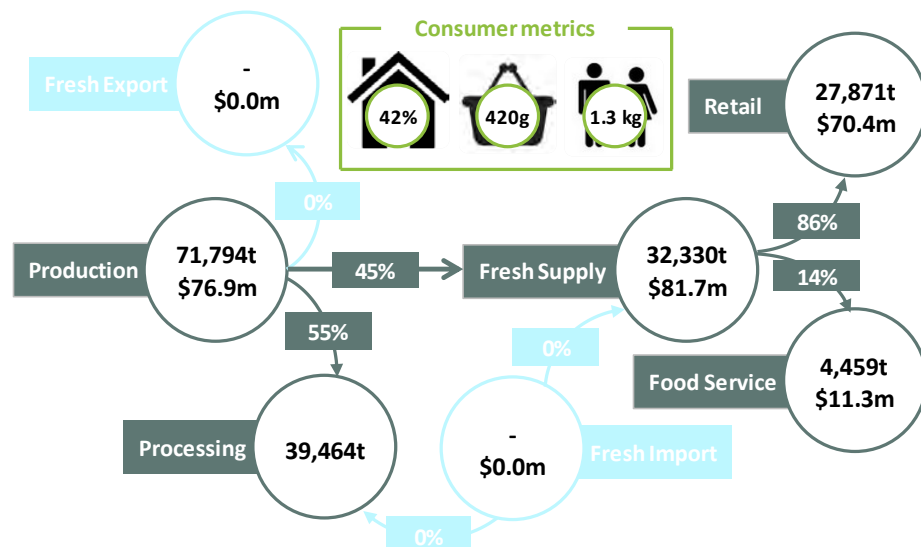 Consumer metrics
42%
420g
1.3 kg
Fresh Export
-
$0.0m
Retail
27,871t
$70.4m
0%
86%
Production
71,794t
$76.9m
45%
Fresh Supply
32,330t
$81.7m
14%
55%
0%
Food Service
4,459t
$11.3m
Processing
39,464t
-
$0.0m
Fresh Import
0%